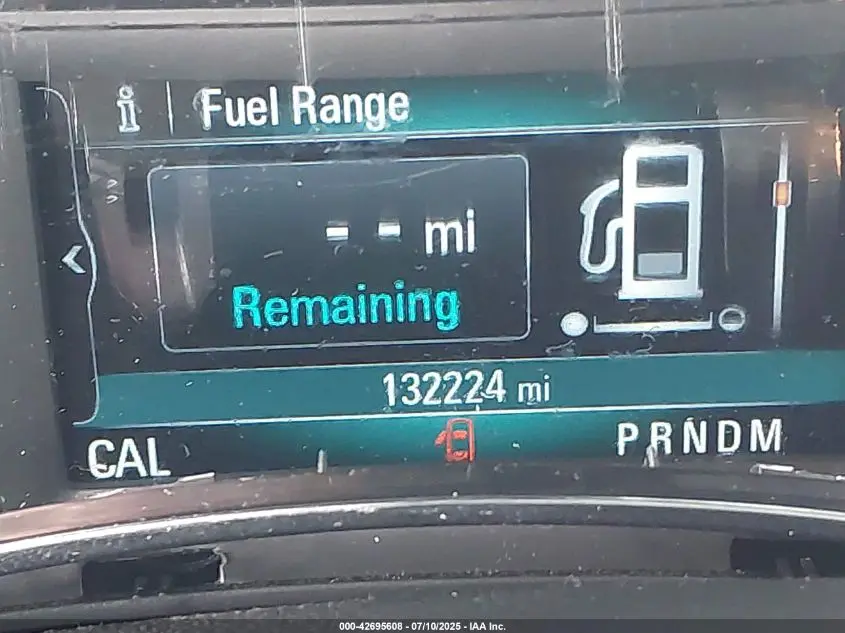 i Fuel Range
-- mi
Remaining
132224 mi
CAL PRNDM
000-42695608 - 07/10/2025 - IAA Inc.